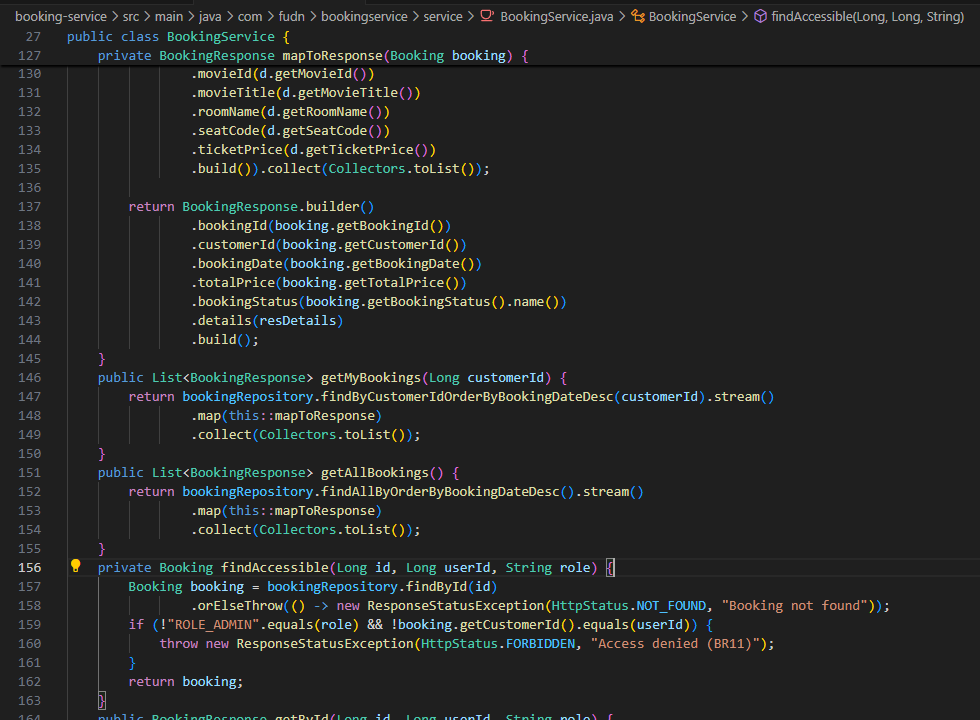 booking-service > src > main > java > com > fudn > bookingservice > service > BookingService.java > BookingService > findAccessible(Long, Long, String)
27 public class BookingService {
127 private BookingResponse mapToResponse(Booking booking) {
130 .movieId(d.getMovieId())
131 .movieTitle(d.getMovieTitle())
132 .roomName(d.getRoomName())
133 .seatCode(d.getSeatCode())
134 .ticketPrice(d.getTicketPrice())
135 .build()).collect(Collectors.toList());
136
137 return BookingResponse.builder()
138 .bookingId(booking.getBookingId())
139 .customerId(booking.getCustomerId())
140 .bookingDate(booking.getBookingDate())
141 .totalPrice(booking.getTotalPrice())
142 .bookingStatus(booking.getBookingStatus().name())
143 .details(resDetails)
144 .build();
145 }
146 public List<BookingResponse> getMyBookings(Long customerId) {
147 return bookingRepository.findByCustomerIdOrderByBookingDateDesc(customerId).stream()
148 .map(this::mapToResponse)
149 .collect(Collectors.toList());
150 }
151 public List<BookingResponse> getAllBookings() {
152 return bookingRepository.findAllByOrderByBookingDateDesc().stream()
153 .map(this::mapToResponse)
154 .collect(Collectors.toList());
155 }
156 private Booking findAccessible(Long id, Long userId, String role) {
157 Booking booking = bookingRepository.findById(id)
158 .orElseThrow(() -> new ResponseStatusException(HttpStatus.NOT_FOUND, "Booking not found"));
159 if (!"ROLE_ADMIN".equals(role) && !booking.getCustomerId().equals(userId)) {
160 throw new ResponseStatusException(HttpStatus.FORBIDDEN, "Access denied (BR11)");
161 }
162 return booking;
163 }
164 public BookingResponse getById(Long id, Long userId, String role) {